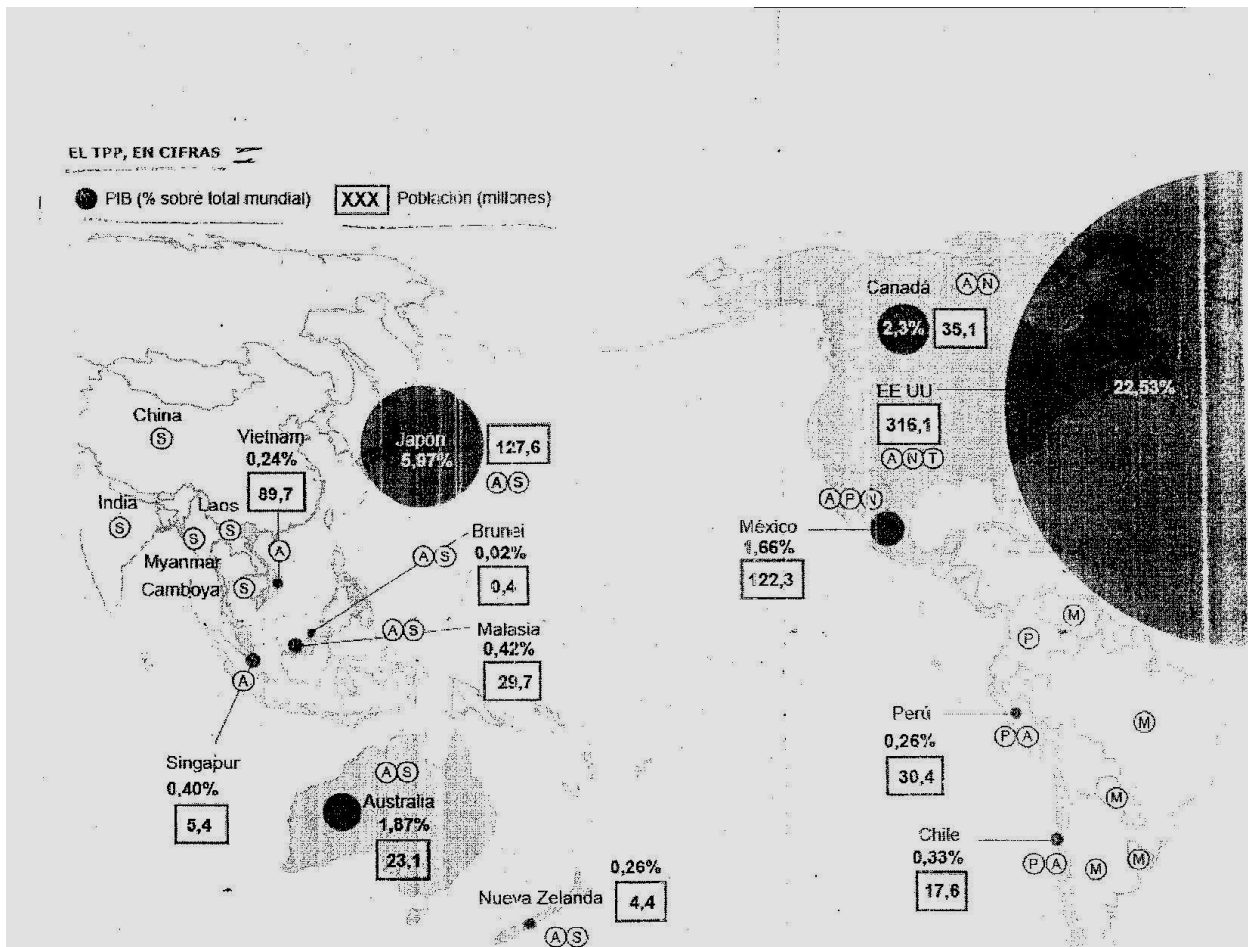 EL TPP, EN CIFRAS
PIB (% sobre total mundial)
XXX Población (millones)
Canadá
A N
2,3%
35,1
EE UU
22,53%
316,1
A N T
China
S
Vietnam
0,24%
89,7
A
Japón
5,97%
127,6
A S
India
S
Laos
S
Myanmar
S
Camboya
S
A P N
México
1,66%
122,3
Brunei
A S
0,02%
0,4
A S
Malasia
0,42%
29,7
A
Singapur
0,40%
5,4
A S
Australia
1,87%
23,1
0,26%
Nueva Zelanda
4,4
A S
M
P
M
Perú
P A
0,26%
30,4
M
Chile
0,33%
17,6
P A
M
M